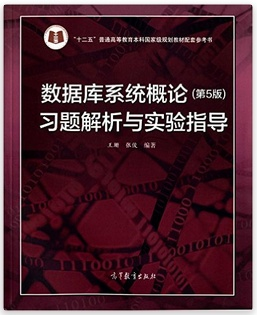 “十二五”普通高等教育本科国家级规划教材配套参考书
数据库系统概论(第5版)
习题解析与实验指导
王珊 张俊 编著
高等教育出版社